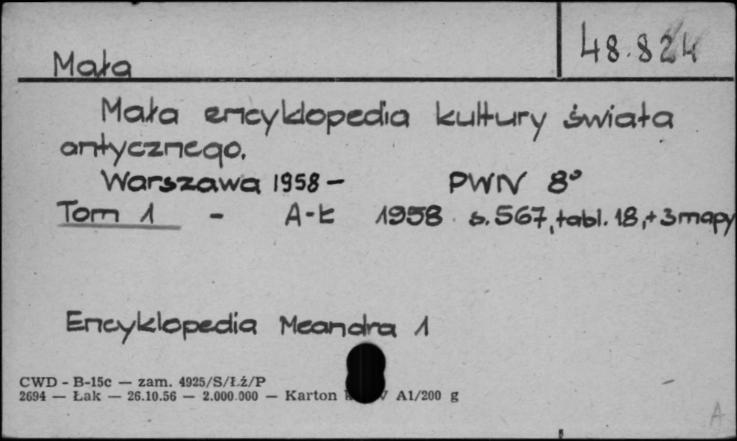 48.824
Mała
Mała encyklopedia kultury świata
antycznego.
Warszawa 1958 - PWN 8°
Tom 1 - A-Ł 1958 s. 567, tabl. 18, + 3 mapy
Encyklopedia Meandra 1
CWD - B-15c — zam. 4925/S/Łż/P
2694 — Łak — 26.10.56 — 2.000.000 — Karton A1/200 g
A